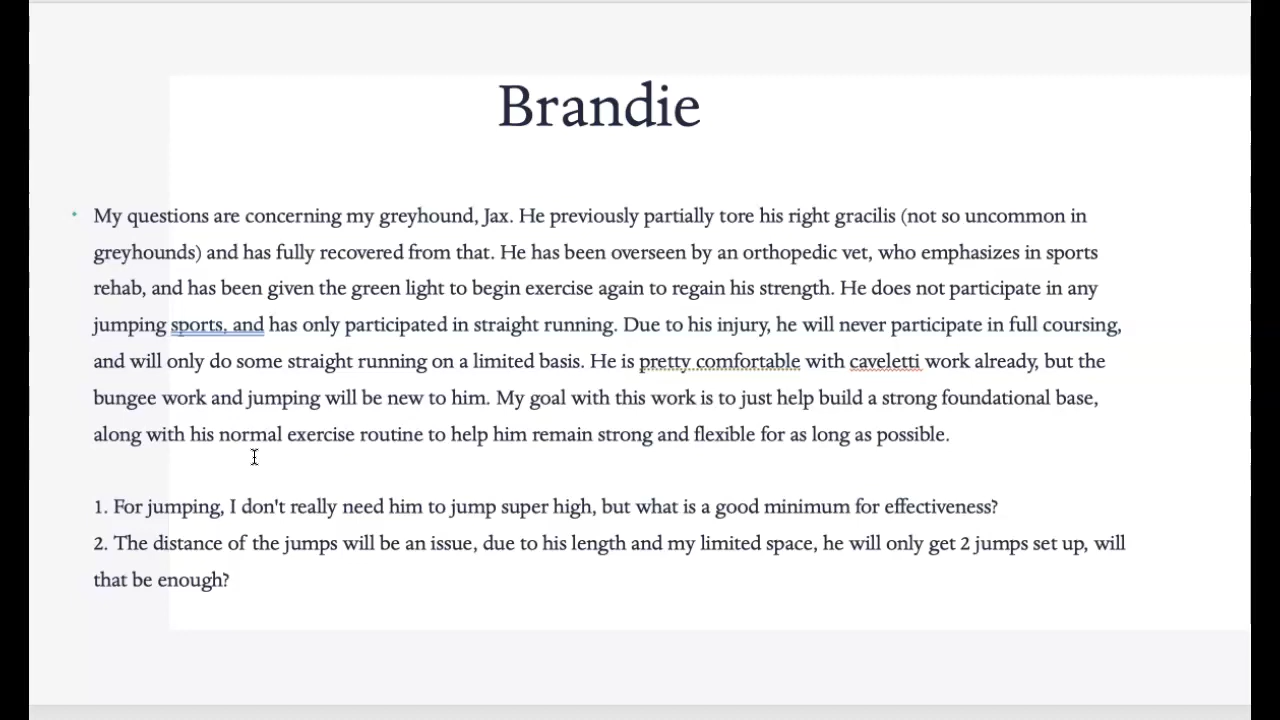 Brandie
My questions are concerning my greyhound, Jax. He previously partially tore his right gracilis (not so uncommon in
greyhounds) and has fully recovered from that. He has been overseen by an orthopedic vet, who emphasizes in sports
rehab, and has been given the green light to begin exercise again to regain his strength. He does not participate in any
jumping sports, and has only participated in straight running. Due to his injury, he will never participate in full coursing,
and will only do some straight running on a limited basis. He is pretty comfortable with caveletti work already, but the
bungee work and jumping will be new to him. My goal with this work is to just help build a strong foundational base,
along with his normal exercise routine to help him remain strong and flexible for as long as possible.
1. For jumping, I don't really need him to jump super high, but what is a good minimum for effectiveness?
2. The distance of the jumps will be an issue, due to his length and my limited space, he will only get 2 jumps set up, will
that be enough?